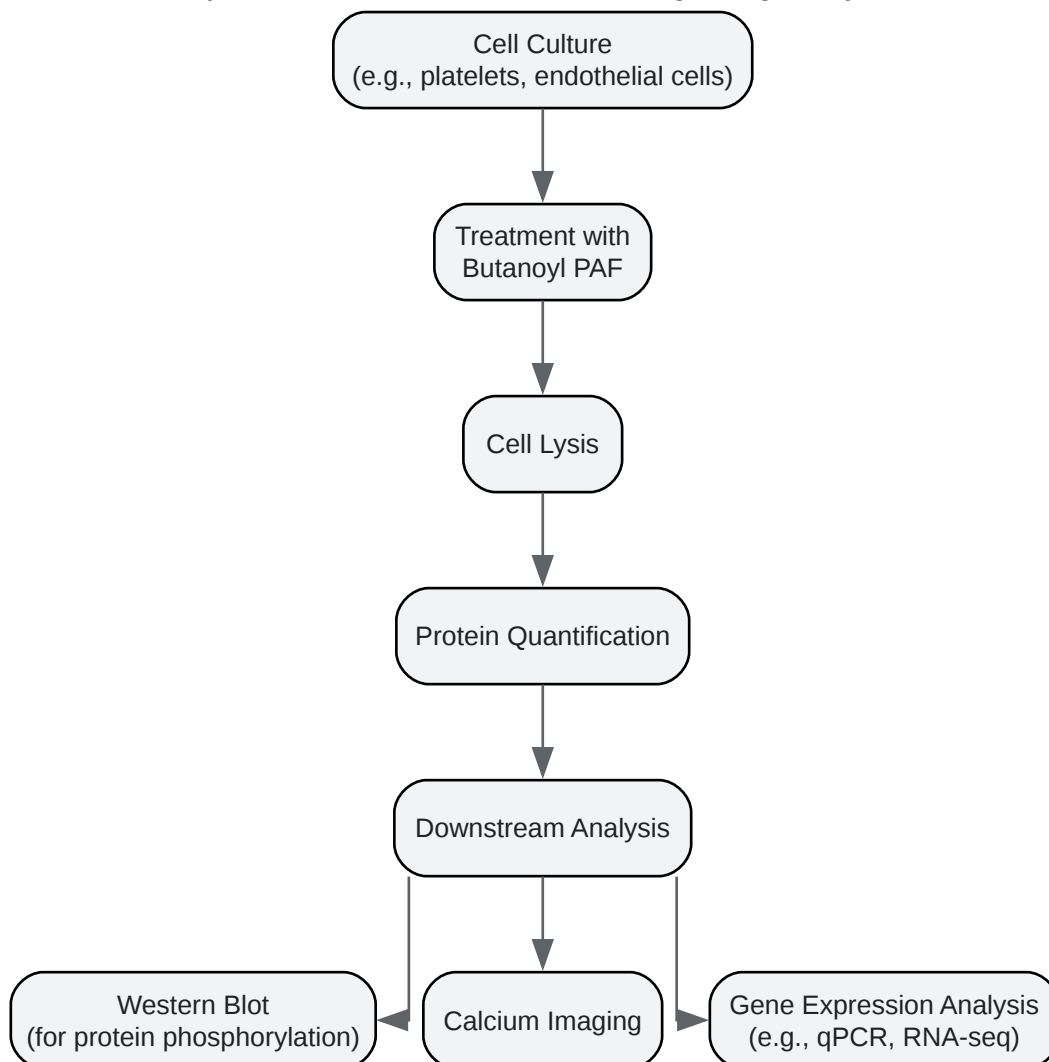 Cell Culture
(e.g., platelets, endothelial cells)
Treatment with
Butanoyl PAF
Cell Lysis
Protein Quantification
Downstream Analysis
Western Blot
(for protein phosphorylation)
Calcium Imaging
Gene Expression Analysis
(e.g., qPCR, RNA-seq)